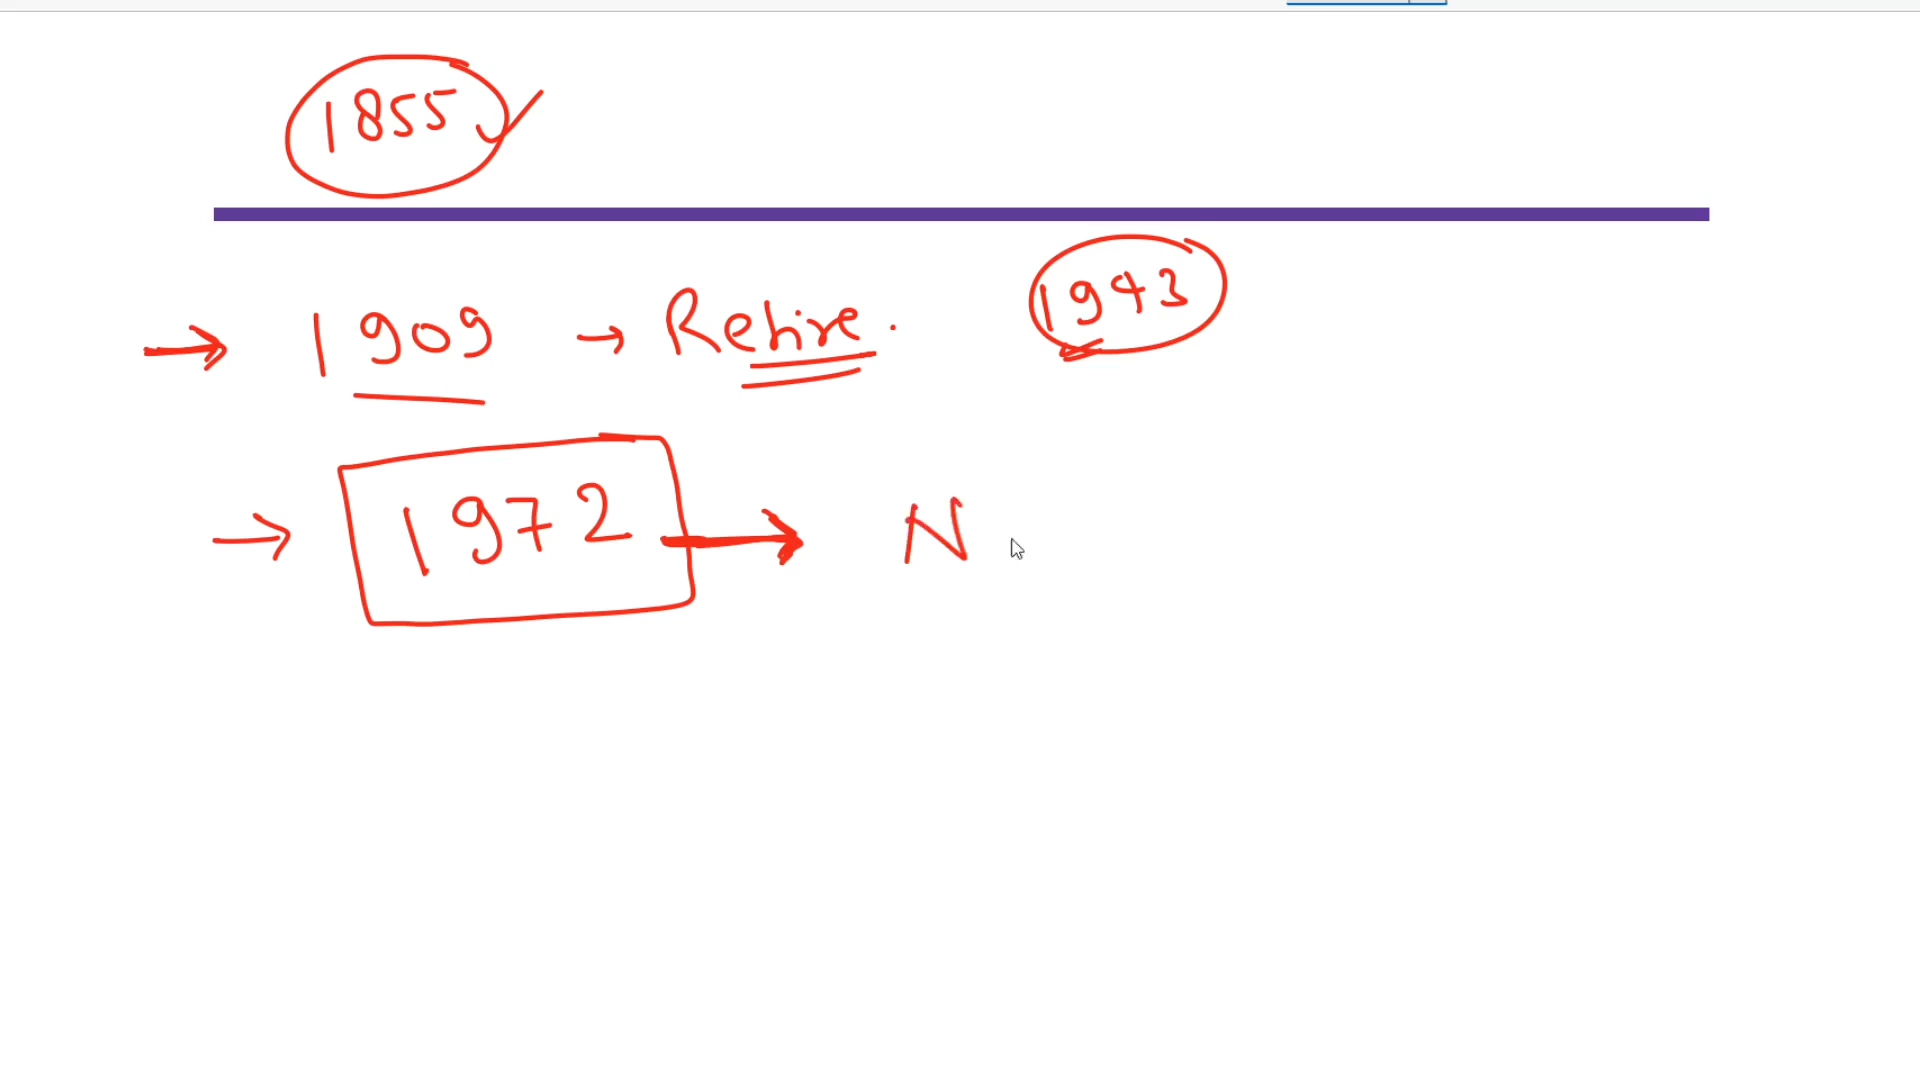 1855
1943
→ 1909 → Retire.
→ 1972 → N